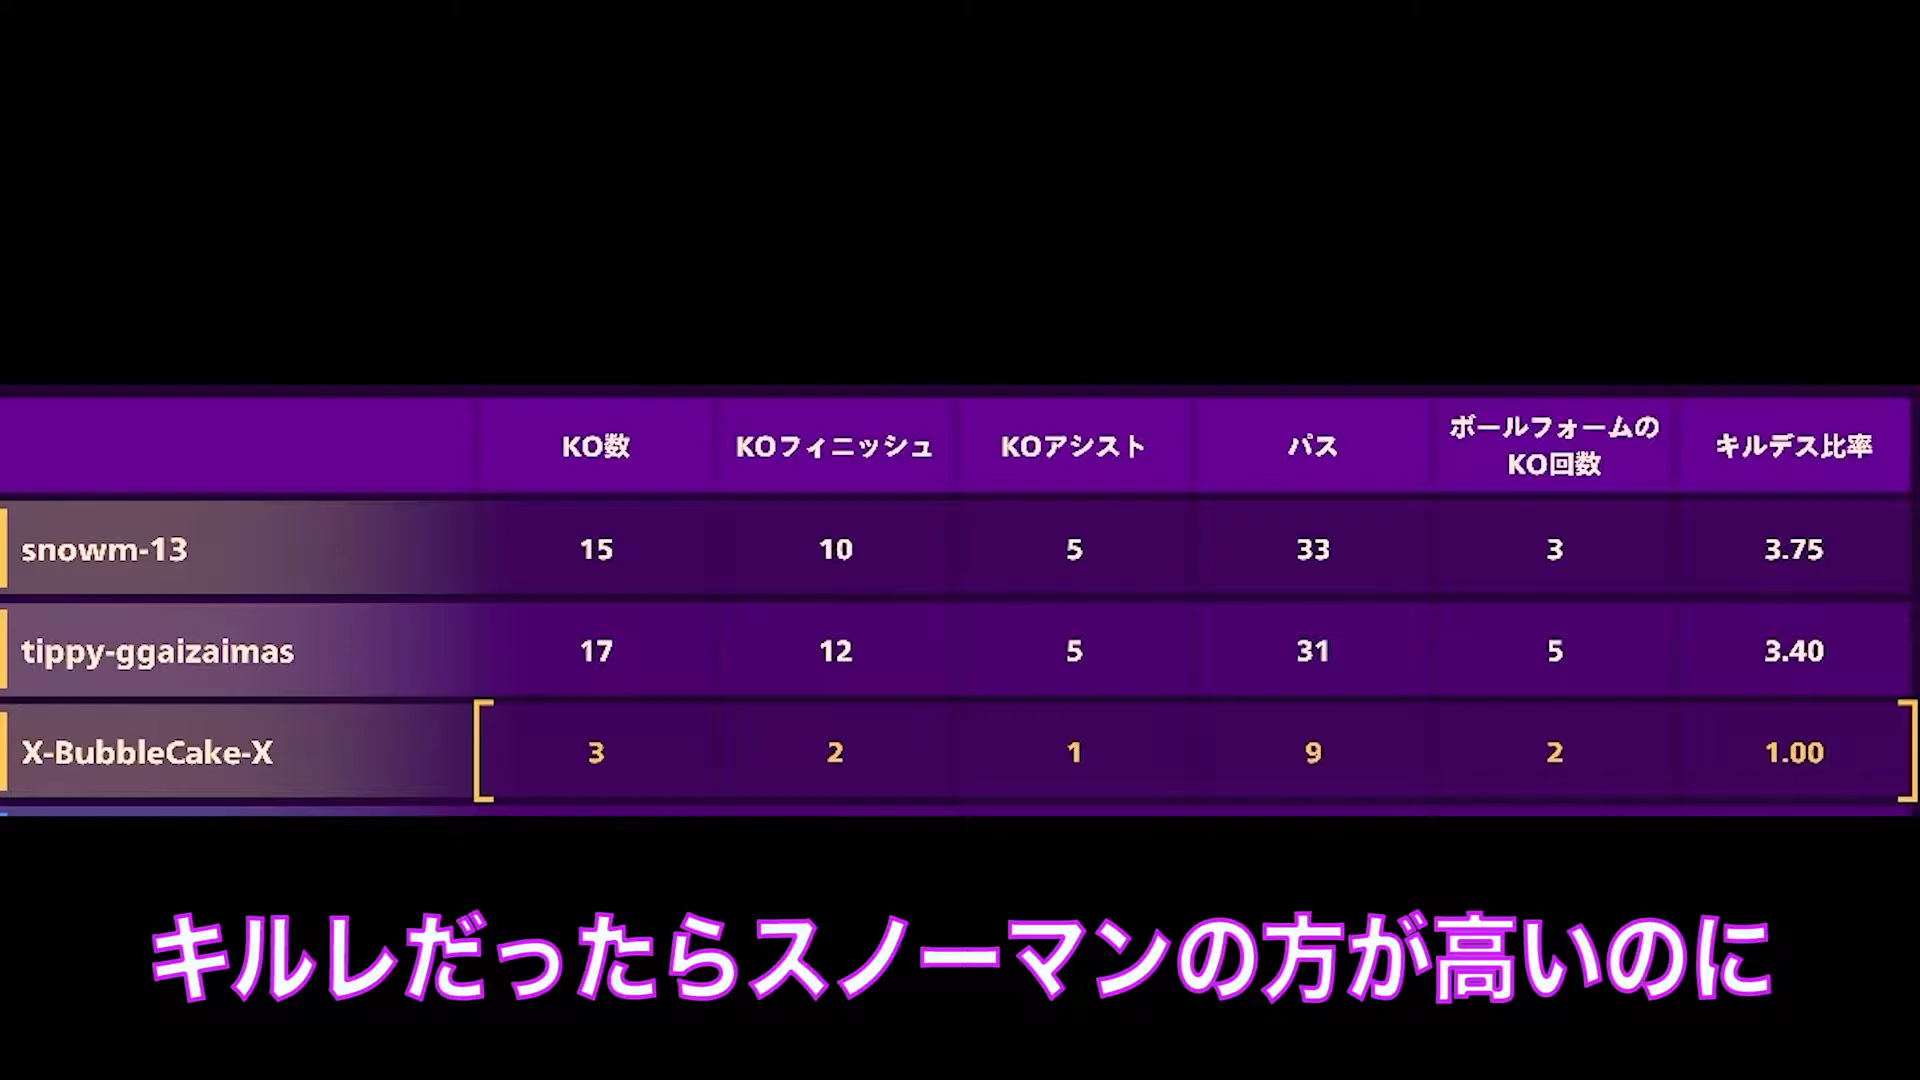 KO数 KOフィニッシュ KOアシスト パス ボールフォームの キルデス比率
KO回数
snowm-13 15 10 5 33 3 3.75
tippy-ggaizaimas 17 12 5 31 5 3.40
X-BubbleCake-X 3 2 1 9 2 1.00
キルレだったらスノーマンの方が高いのに